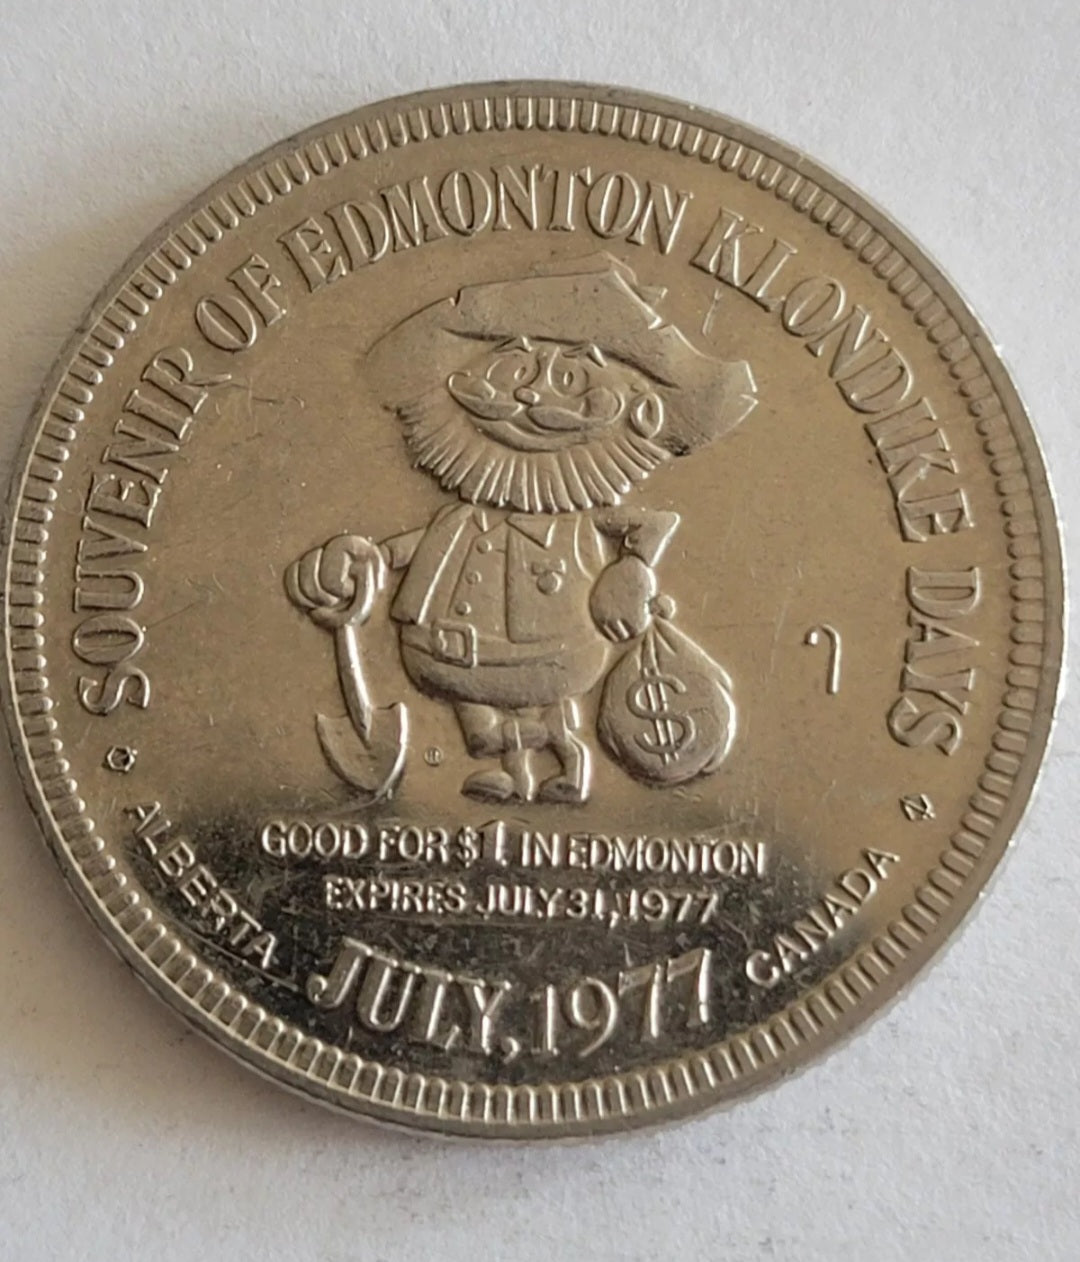 SOUVENIR OF EDMONTON KLONDIKE DAYS
$
GOOD FOR $1. IN EDMONTON
EXPIRES JULY 31, 1977
ALBERTA
JULY, 1977
CANADA